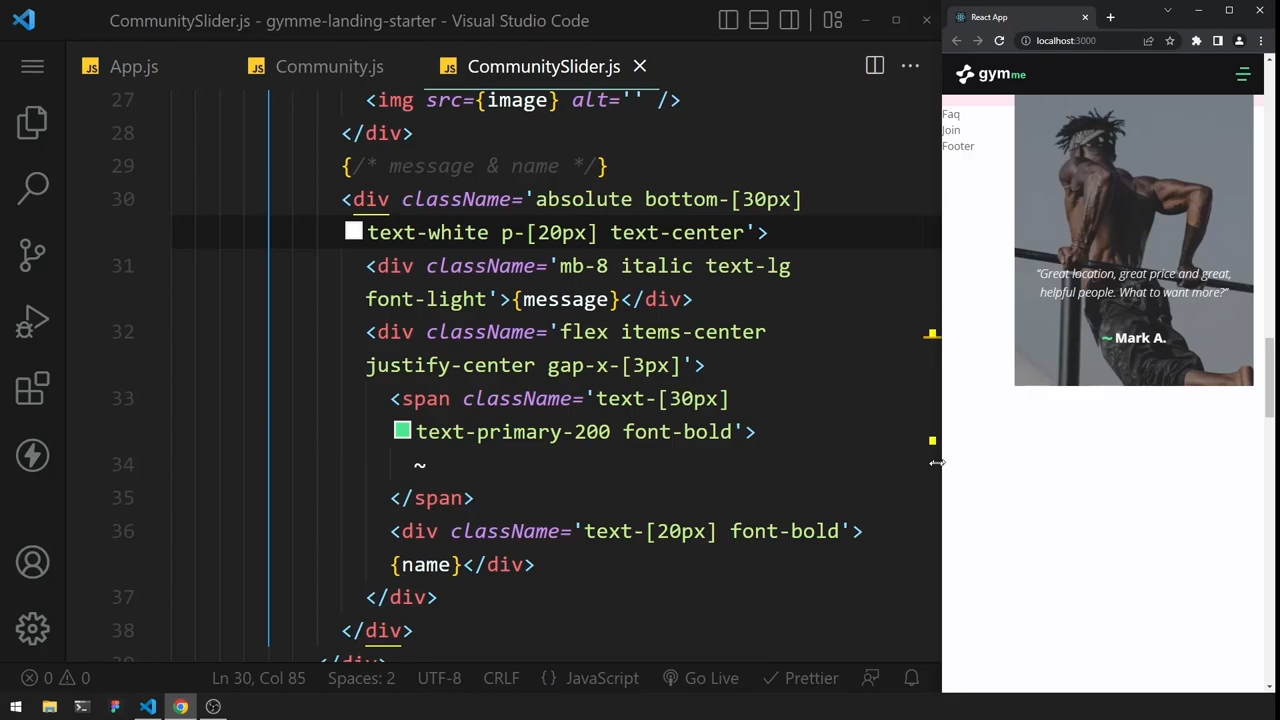 CommunitySlider.js - gymme-landing-starter - Visual Studio Code
JS App.js
JS Community.js
JS CommunitySlider.js
27 <img src={image} alt='' />
28 </div>
29 {/* message & name */}
30 <div className='absolute bottom-[30px]
text-white p-[20px] text-center'>
31 <div className='mb-8 italic text-lg
font-light'>{message}</div>
32 <div className='flex items-center
justify-center gap-x-[3px]'>
33 <span className='text-[30px]
text-primary-200 font-bold'>
34 ~
35 </span>
36 <div className='text-[20px] font-bold'>
{name}</div>
37 </div>
38 </div>
0 0
Ln 30, Col 85
Spaces: 2
UTF-8
CRLF
{} JavaScript
Go Live
Prettier
React App
localhost:3000
gymme
Faq
Join
Footer
“Great location, great price and great,
helpful people. What to want more?”
~ Mark A.